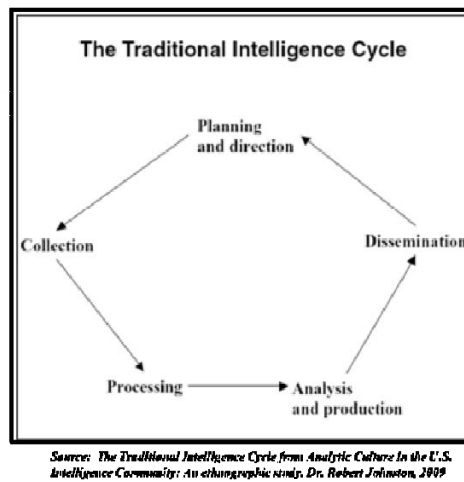 The Traditional Intelligence Cycle
Planning
and direction
Collection
Dissemination
Processing
Analysis
and production
Source: The Traditional Intelligence Cycle from Analytic Culture in the U.S.
Intelligence Community: An ethnographic study. Dr. Robert Johnston, 2009